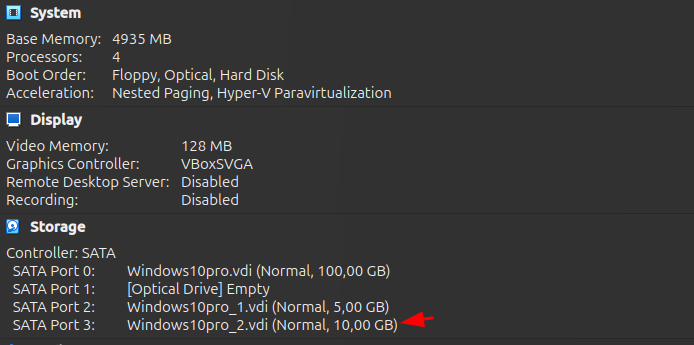 System
Base Memory: 4935 MB
Processors: 4
Boot Order: Floppy, Optical, Hard Disk
Acceleration: Nested Paging, Hyper-V Paravirtualization
Display
Video Memory: 128 MB
Graphics Controller: VBoxSVGA
Remote Desktop Server: Disabled
Recording: Disabled
Storage
Controller: SATA
SATA Port 0: Windows10pro.vdi (Normal, 100,00 GB)
SATA Port 1: [Optical Drive] Empty
SATA Port 2: Windows10pro_1.vdi (Normal, 5,00 GB)
SATA Port 3: Windows10pro_2.vdi (Normal, 10,00 GB)